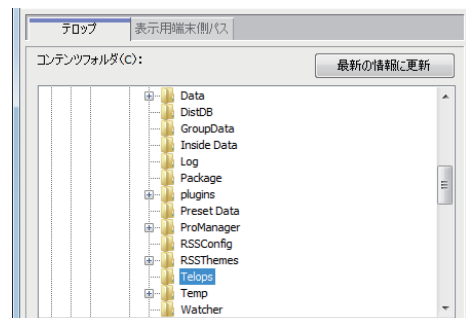 テロップ
表示用端末側パス
コンテンツフォルダ(C):
最新の情報に更新
Data
DistDB
GroupData
Inside Data
Log
Package
plugins
Preset Data
ProManager
RSSConfig
RSSThemes
Telops
Temp
Watcher